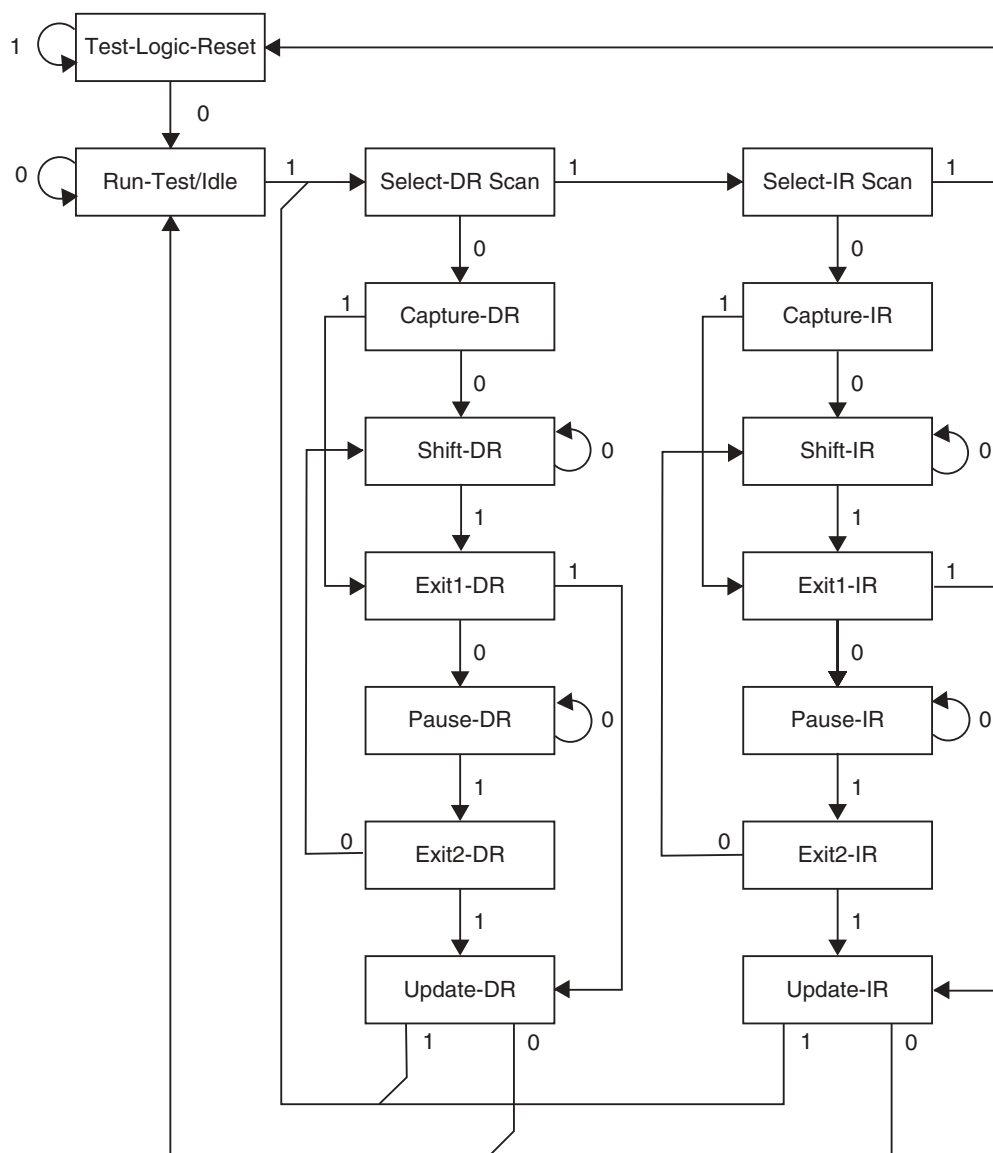 1 Test-Logic-Reset
0
0 Run-Test/Idle 1 Select-DR Scan 1 Select-IR Scan 1
0 0
1 Capture-DR 1 Capture-IR
0 0
Shift-DR 0 Shift-IR 0
1 1
Exit1-DR 1 Exit1-IR 1
0 0
Pause-DR 0 Pause-IR 0
1 1
0 Exit2-DR 0 Exit2-IR
1 1
Update-DR Update-IR
1 0 1 0